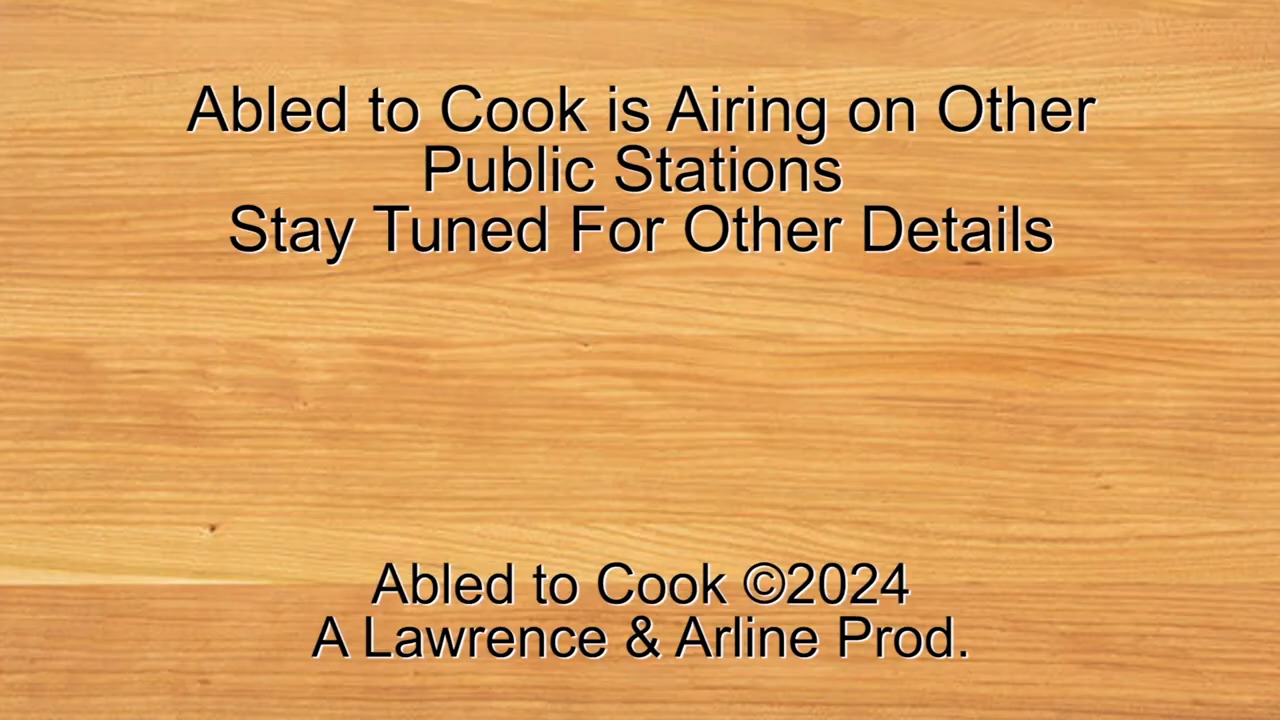 Abled to Cook is Airing on Other
Public Stations
Stay Tuned For Other Details
Abled to Cook ©2024
A Lawrence & Arline Prod.